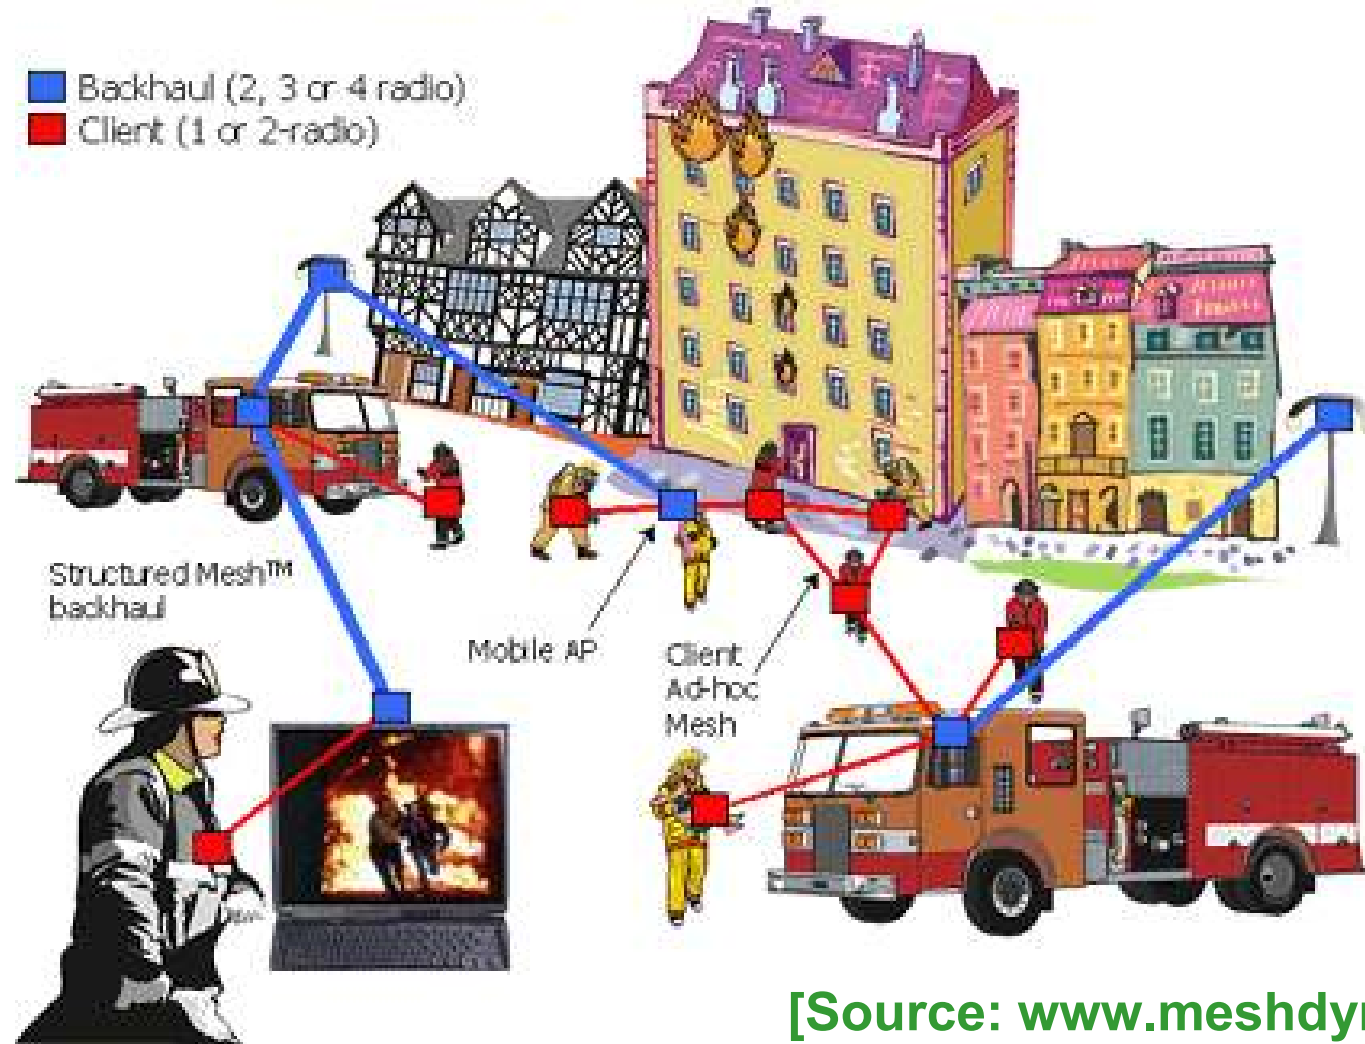 Backhaul (2, 3 or 4 radio)
Client (1 or 2-radio)
Structured Mesh™
backhaul
Mobile AP
Client
Ad-hoc
Mesh
[Source: www.meshdy